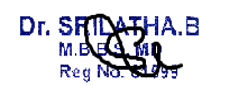 Dr. SRILATHA.B
M.B.B.S. MD
Reg No.